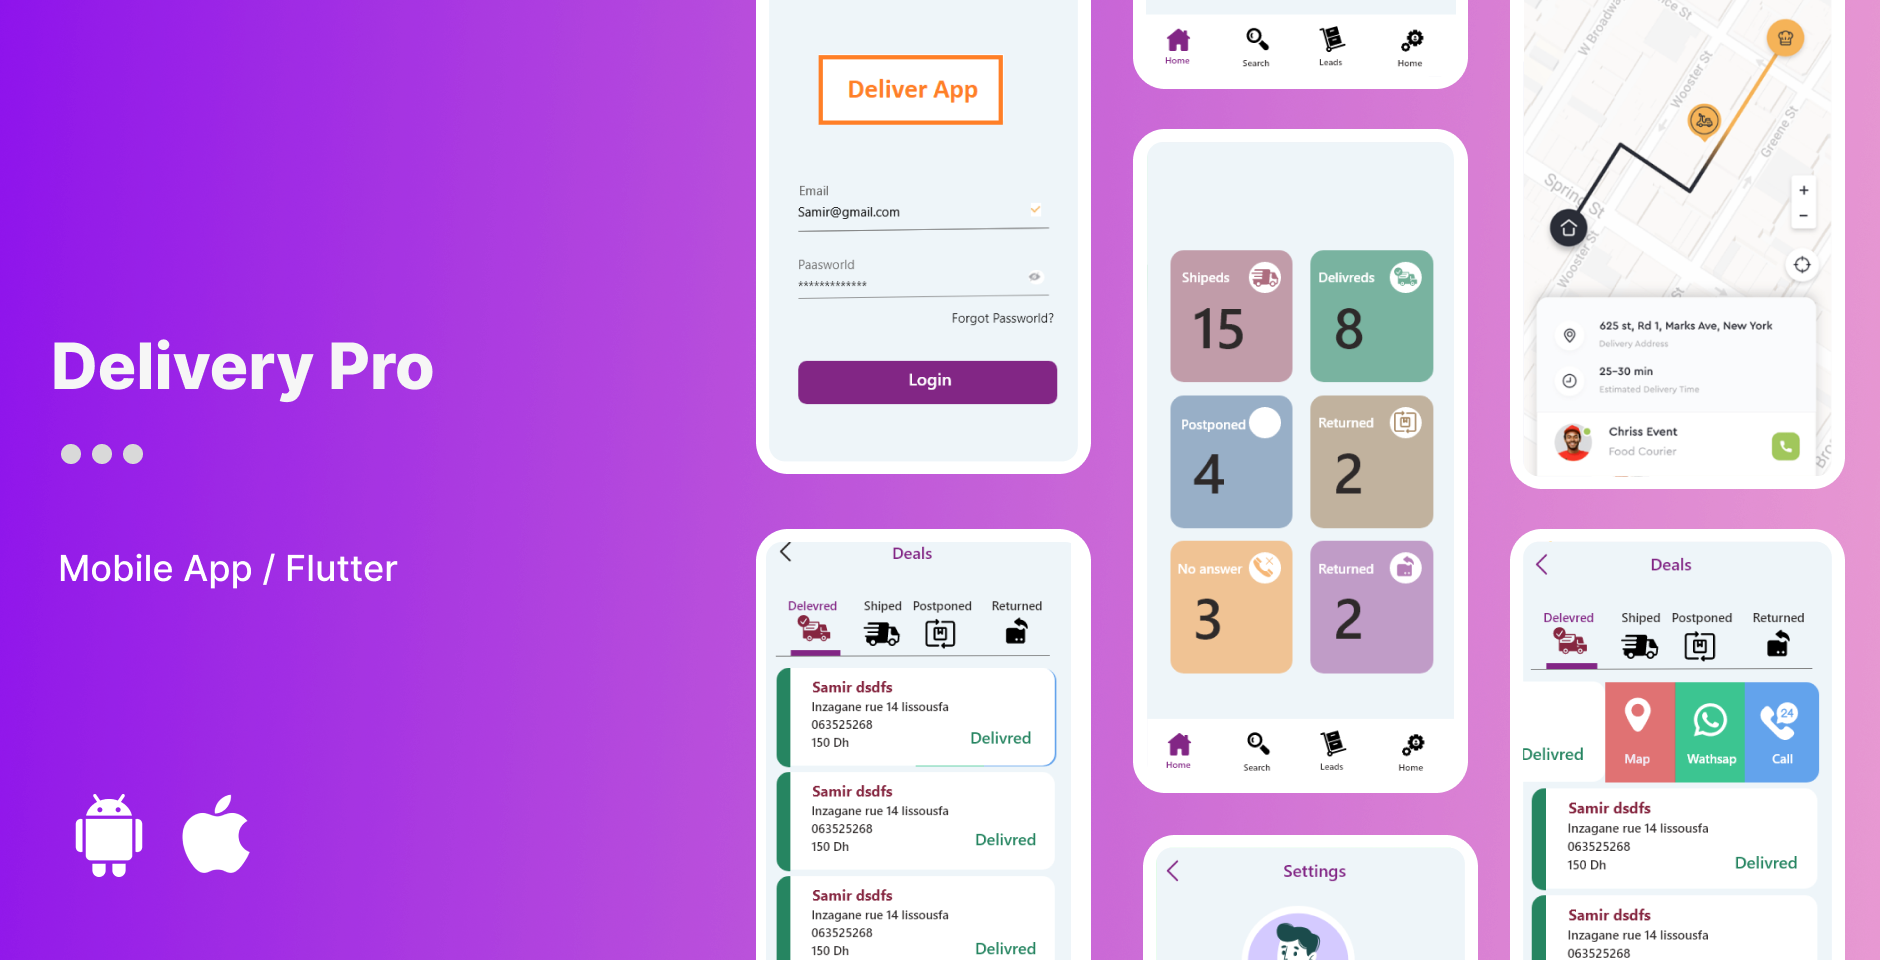 Delivery Pro
Mobile App / Flutter
Deliver App
Email
Samir@gmail.com
Paasworld
*************
Forgot Password?
Login
Deals
Delevred Shiped Postponed Returned
Samir dsdfs
Inzagane rue 14 lissousfa
063525268
150 Dh
Delivred
Samir dsdfs
Inzagane rue 14 lissousfa
063525268
150 Dh
Delivred
Samir dsdfs
Inzagane rue 14 lissousfa
063525268
150 Dh
Delivred
Home Search Leads Home
Shipeds
15
Delivreds
8
Postponed
4
Returned
2
No answer
3
Returned
2
Home Search Leads Home
Settings
W Broadway
Wooster St
Greene St
Spring St
Wooster St
+
-
625 st, Rd 1, Marks Ave, New York
Delivery Address
25-30 min
Estimated Delivery Time
Chriss Event
Food Courier
Deals
Delevred Shiped Postponed Returned
Delivred
Map
Wathsap
24
Call
Samir dsdfs
Inzagane rue 14 lissousfa
063525268
150 Dh
Delivred
Samir dsdfs
Inzagane rue 14 lissousfa
063525268